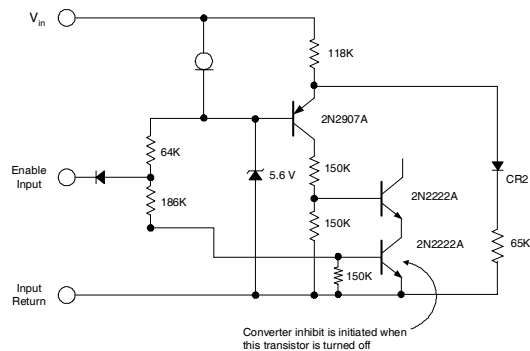 Vin
118K
2N2907A
64K
Enable
Input
5.6 V
150K
CR2
186K
2N2222A
150K
2N2222A
65K
150K
Input
Return
Converter inhibit is initiated when
this transistor is turned off